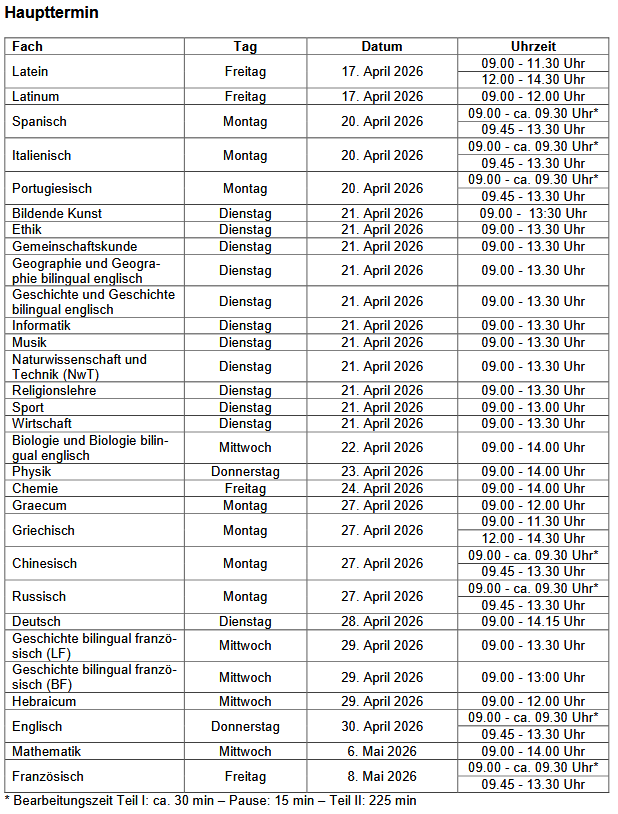 Haupttermin
Fach Tag Datum Uhrzeit
Latein Freitag 17. April 2026 09.00 - 11.30 Uhr
12.00 - 14.30 Uhr
Latinum Freitag 17. April 2026 09.00 - 12.00 Uhr
Spanisch Montag 20. April 2026 09.00 - ca. 09.30 Uhr*
09.45 - 13.30 Uhr
Italienisch Montag 20. April 2026 09.00 - ca. 09.30 Uhr*
09.45 - 13.30 Uhr
Portugiesisch Montag 20. April 2026 09.00 - ca. 09.30 Uhr*
09.45 - 13.30 Uhr
Bildende Kunst Dienstag 21. April 2026 09.00 - 13:30 Uhr
Ethik Dienstag 21. April 2026 09.00 - 13.30 Uhr
Gemeinschaftskunde Dienstag 21. April 2026 09.00 - 13.30 Uhr
Geographie und Geogra-
phie bilingual englisch Dienstag 21. April 2026 09.00 - 13.30 Uhr
Geschichte und Geschichte
bilingual englisch Dienstag 21. April 2026 09.00 - 13.30 Uhr
Informatik Dienstag 21. April 2026 09.00 - 13.30 Uhr
Musik Dienstag 21. April 2026 09.00 - 13.30 Uhr
Naturwissenschaft und
Technik (NwT) Dienstag 21. April 2026 09.00 - 13.30 Uhr
Religionslehre Dienstag 21. April 2026 09.00 - 13.30 Uhr
Sport Dienstag 21. April 2026 09.00 - 13.00 Uhr
Wirtschaft Dienstag 21. April 2026 09.00 - 13.30 Uhr
Biologie und Biologie bilin-
gual englisch Mittwoch 22. April 2026 09.00 - 14.00 Uhr
Physik Donnerstag 23. April 2026 09.00 - 14.00 Uhr
Chemie Freitag 24. April 2026 09.00 - 14.00 Uhr
Graecum Montag 27. April 2026 09.00 - 12.00 Uhr
Griechisch Montag 27. April 2026 09.00 - 11.30 Uhr
12.00 - 14.30 Uhr
Chinesisch Montag 27. April 2026 09.00 - ca. 09.30 Uhr*
09.45 - 13.30 Uhr
Russisch Montag 27. April 2026 09.00 - ca. 09.30 Uhr*
09.45 - 13.30 Uhr
Deutsch Dienstag 28. April 2026 09.00 - 14.15 Uhr
Geschichte bilingual franzö-
sisch (LF) Mittwoch 29. April 2026 09.00 - 13.30 Uhr
Geschichte bilingual franzö-
sisch (BF) Mittwoch 29. April 2026 09.00 - 13:00 Uhr
Hebraicum Mittwoch 29. April 2026 09.00 - 12.00 Uhr
Englisch Donnerstag 30. April 2026 09.00 - ca. 09.30 Uhr*
09.45 - 13.30 Uhr
Mathematik Mittwoch 6. Mai 2026 09.00 - 14.00 Uhr
Französisch Freitag 8. Mai 2026 09.00 - ca. 09.30 Uhr*
09.45 - 13.30 Uhr
* Bearbeitungszeit Teil I: ca. 30 min – Pause: 15 min – Teil II: 225 min